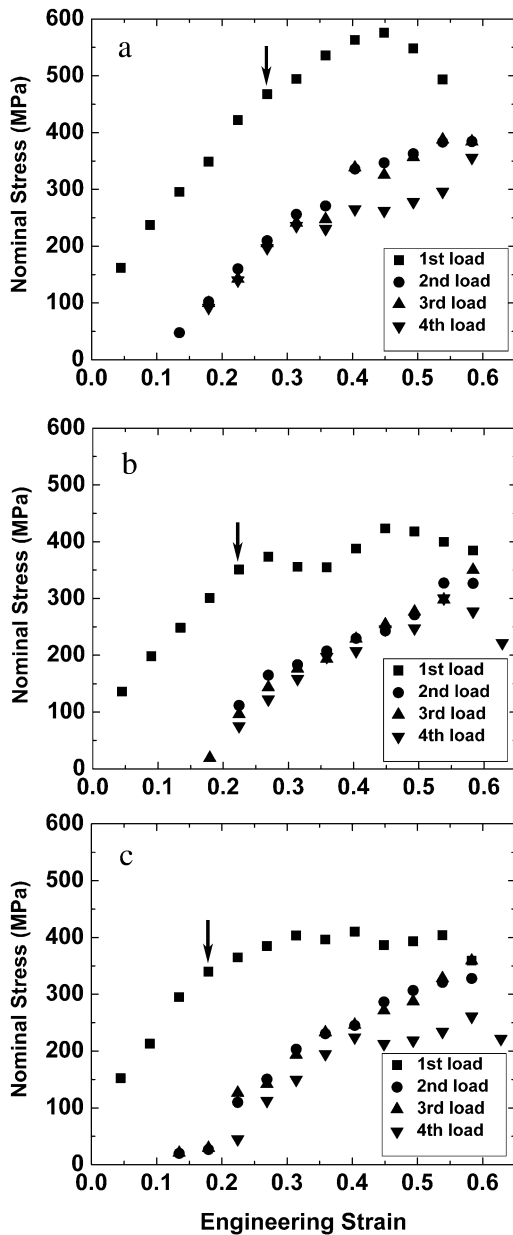 600
a
500
400
300
200
100
0
Nominal Stress (MPa)
1st load
2nd load
3rd load
4th load
0.0 0.1 0.2 0.3 0.4 0.5 0.6
600
b
500
400
300
200
100
0
Nominal Stress (MPa)
1st load
2nd load
3rd load
4th load
0.0 0.1 0.2 0.3 0.4 0.5 0.6
600
c
500
400
300
200
100
0
Nominal Stress (MPa)
1st load
2nd load
3rd load
4th load
0.0 0.1 0.2 0.3 0.4 0.5 0.6
Engineering Strain